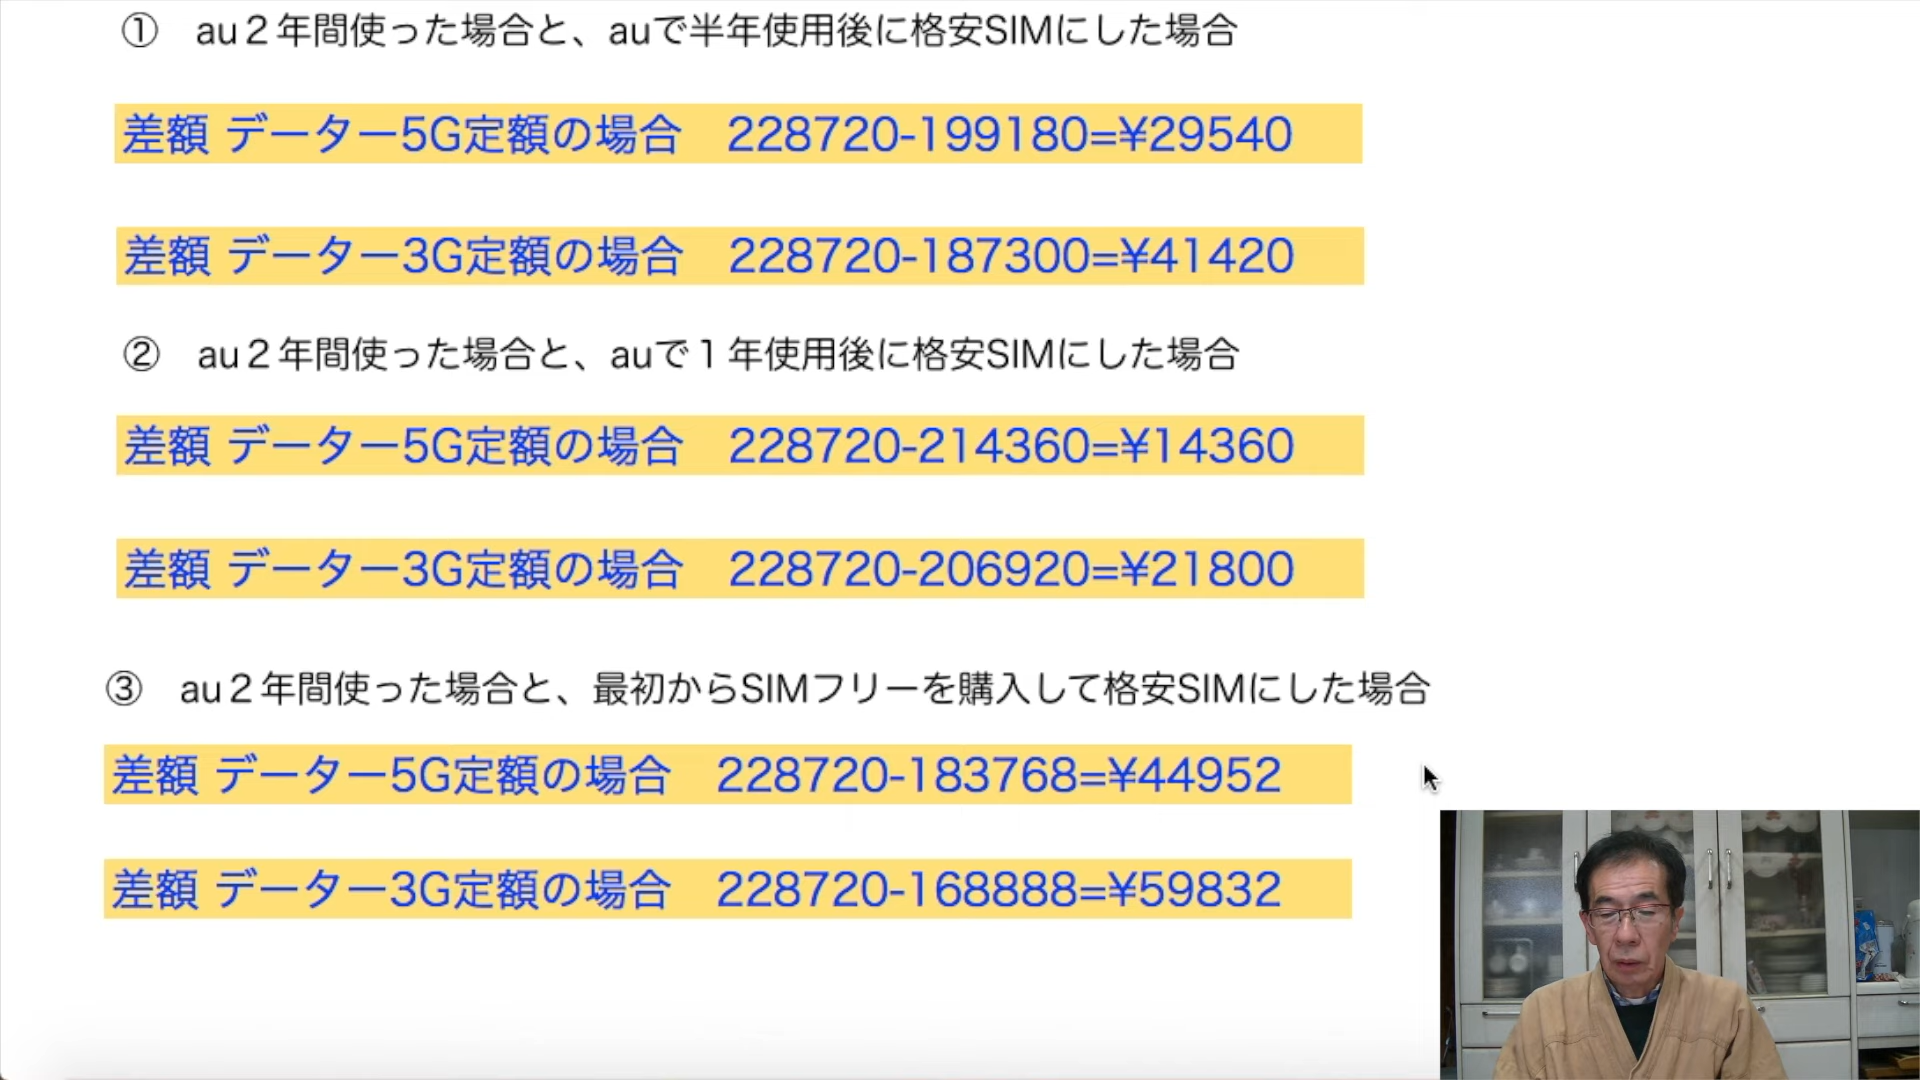 ① au２年間使った場合と、auで半年使用後に格安SIMにした場合
差額 データー5G定額の場合　228720-199180=¥29540
差額 データー3G定額の場合　228720-187300=¥41420
② au２年間使った場合と、auで１年使用後に格安SIMにした場合
差額 データー5G定額の場合　228720-214360=¥14360
差額 データー3G定額の場合　228720-206920=¥21800
③ au２年間使った場合と、最初からSIMフリーを購入して格安SIMにした場合
差額 データー5G定額の場合　228720-183768=¥44952
差額 データー3G定額の場合　228720-168888=¥59832